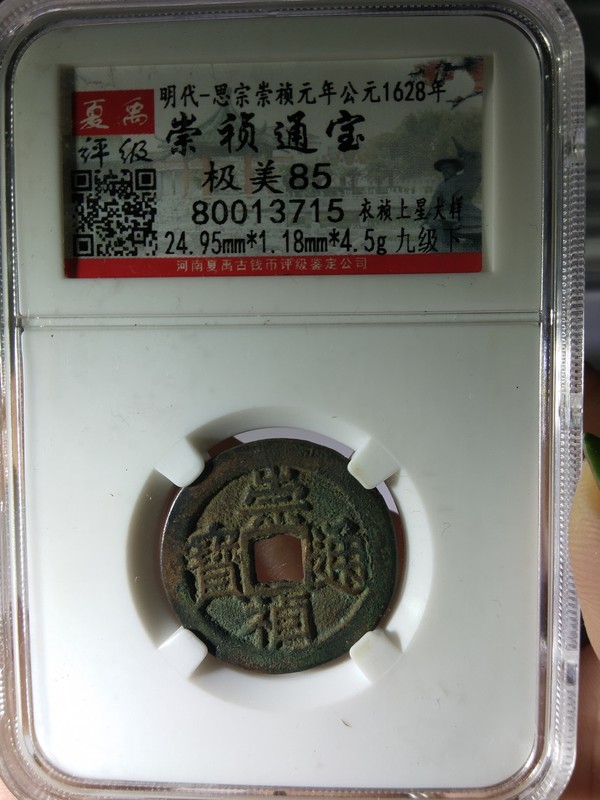 明代-思宗崇祯元年公元1628年
夏禹
评级
崇祯通宝
极美85
80013715 衣祯上星大样
24.95mm*1.18mm*4.5g 九级下
河南夏禹古钱币评级鉴定公司
崇
寶 通
禎